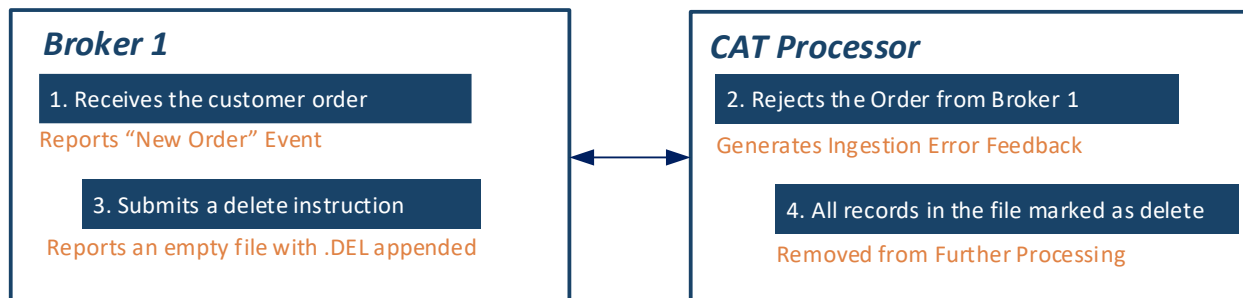 Broker 1
1. Receives the customer order
Reports “New Order” Event
3. Submits a delete instruction
Reports an empty file with .DEL appended
CAT Processor
2. Rejects the Order from Broker 1
Generates Ingestion Error Feedback
4. All records in the file marked as delete
Removed from Further Processing